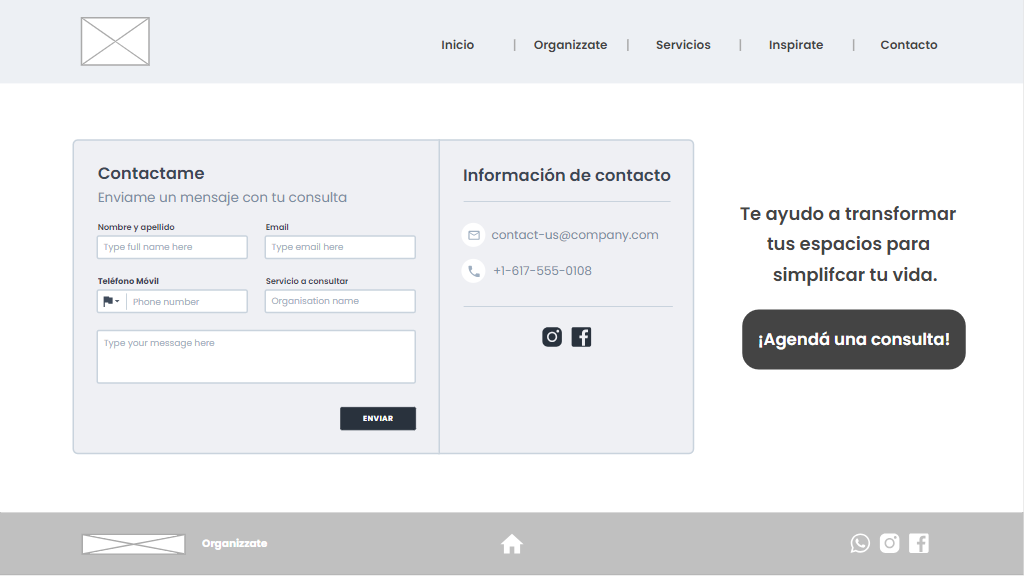 Inicio | Organizzate | Servicios | Inspirate | Contacto
Contactame
Enviame un mensaje con tu consulta
Nombre y apellido
Email
Type full name here
Type email here
Teléfono Móvil
Servicio a consultar
Phone number
Organisation name
Type your message here
ENVIAR
Información de contacto
contact-us@company.com
+1-617-555-0108
Te ayudo a transformar
tus espacios para
simplifcar tu vida.
¡Agendá una consulta!
Organizzate